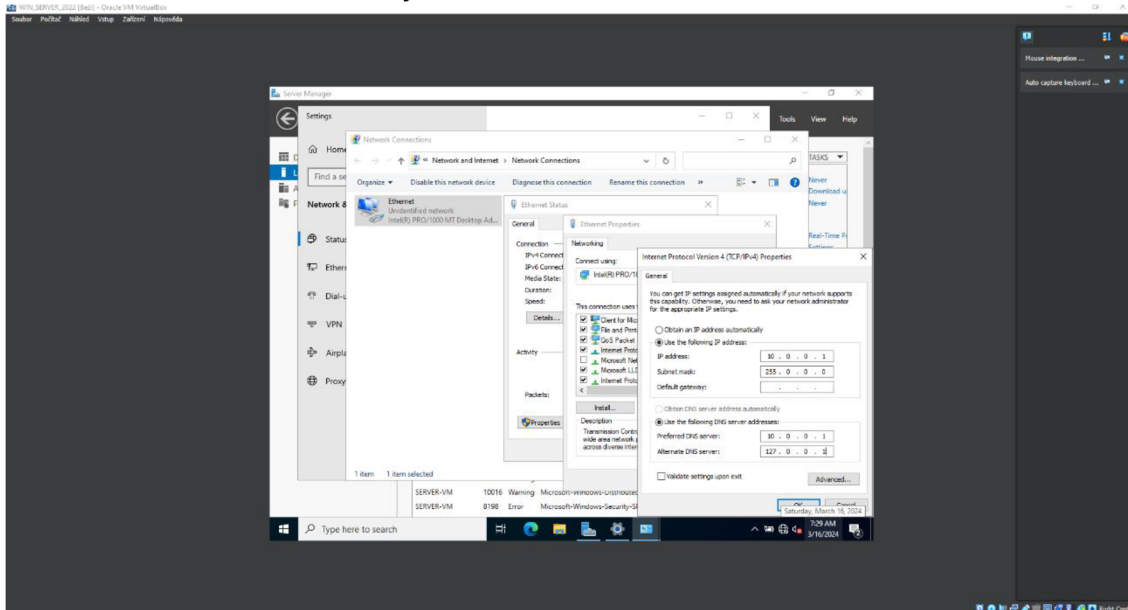 WIN_SERVER_2022 [Beží] - Oracle VM VirtualBox
Soubor Počítač Náhled Vstup Zařízení Nápověda
Mouse integration ...
Auto capture keyboard ...
Server Manager
Tools View Help
TASKS
Never
Download u
Never
Real-Time Pr
Settings
Home
Find a se
Network &
Status
Ethern
Dial-u
VPN
Airpla
Proxy
Network Connections
Network and Internet > Network Connections
Organize Disable this network device Diagnose this connection Rename this connection »
Ethernet
Unidentified network
Intel(R) PRO/1000 MT Desktop Ad...
1 item 1 item selected
Ethernet Status
General
Connection
IPv4 Connect
IPv6 Connect
Media State:
Duration:
Speed:
Details...
Activity
Packets:
Properties
Ethernet Properties
Networking
Connect using:
Intel(R) PRO/1
This connection uses
Client for Mic
File and Print
QoS Packet
Internet Proto
Microsoft Net
Microsoft LLD
Internet Proto
Install...
Description
Transmission Contro
wide area network p
across diverse inter
Internet Protocol Version 4 (TCP/IPv4) Properties
General
You can get IP settings assigned automatically if your network supports
this capability. Otherwise, you need to ask your network administrator
for the appropriate IP settings.
Obtain an IP address automatically
Use the following IP address:
IP address: 10 . 0 . 0 . 1
Subnet mask: 255 . 0 . 0 . 0
Default gateway: . . .
Obtain DNS server address automatically
Use the following DNS server addresses:
Preferred DNS server: 10 . 0 . 0 . 1
Alternate DNS server: 127 . 0 . 0 . 1
Validate settings upon exit
Advanced...
Saturday, March 16, 2024
SERVER-VM 10016 Warning Microsoft-Windows-Distributed
SERVER-VM 8198 Error Microsoft-Windows-Security-S
Type here to search
7:29 AM
3/16/2024